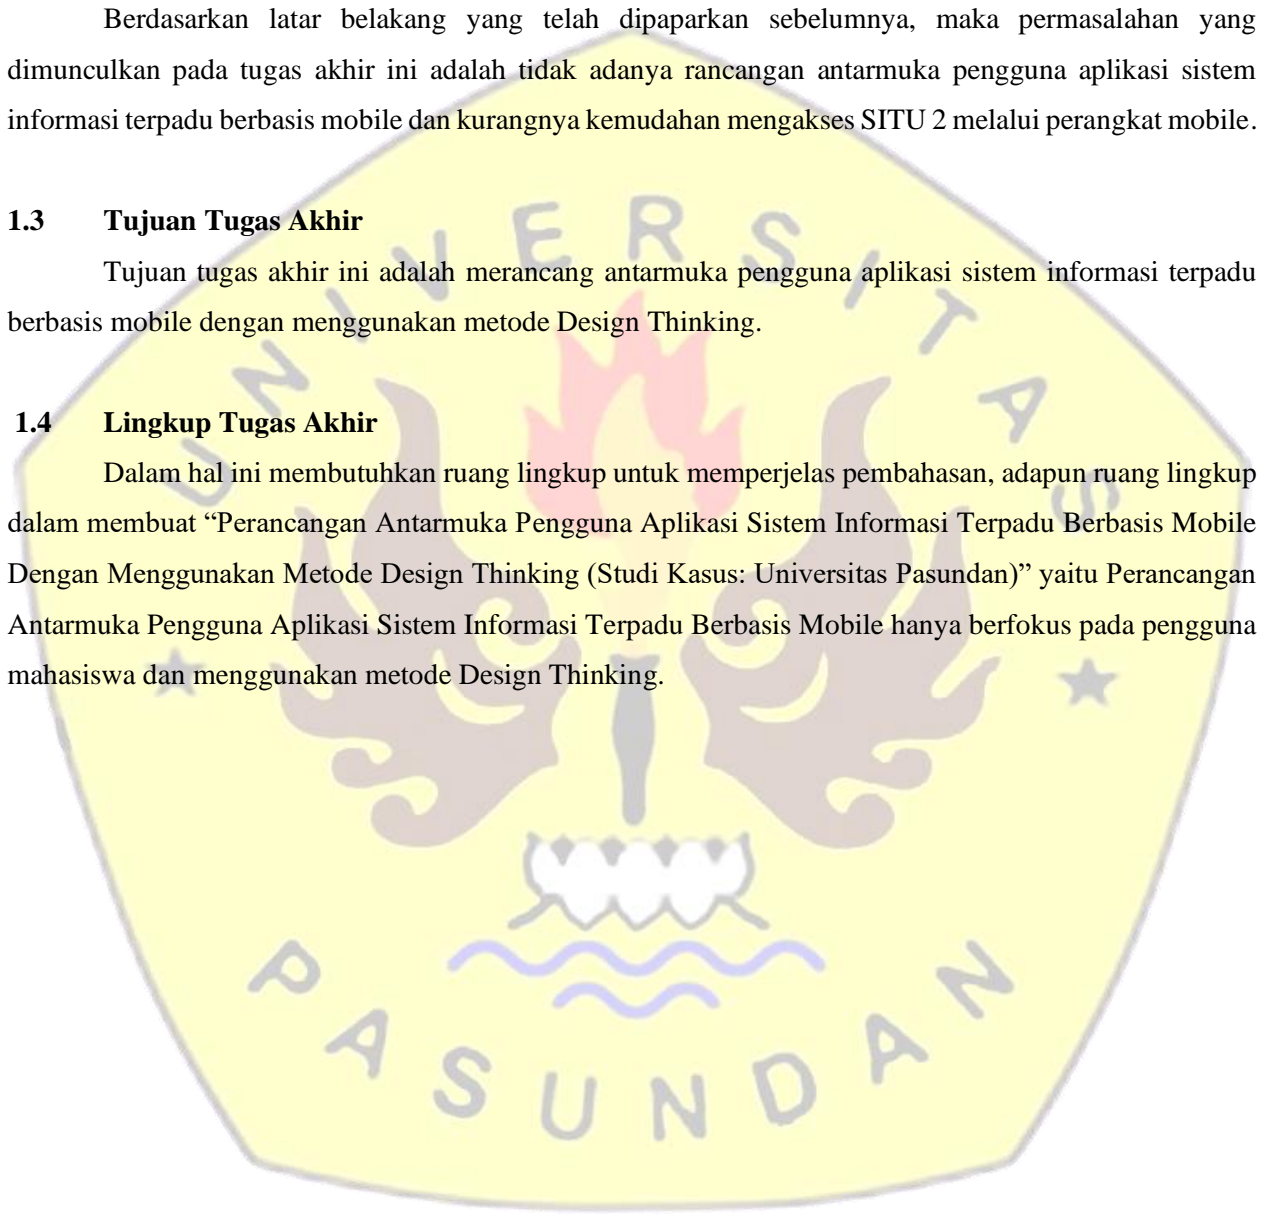 Berdasarkan latar belakang yang telah dipaparkan sebelumnya, maka permasalahan yang
dimunculkan pada tugas akhir ini adalah tidak adanya rancangan antarmuka pengguna aplikasi sistem
informasi terpadu berbasis mobile dan kurangnya kemudahan mengakses SITU 2 melalui perangkat mobile.
1.3 Tujuan Tugas Akhir
Tujuan tugas akhir ini adalah merancang antarmuka pengguna aplikasi sistem informasi terpadu
berbasis mobile dengan menggunakan metode Design Thinking.
1.4 Lingkup Tugas Akhir
Dalam hal ini membutuhkan ruang lingkup untuk memperjelas pembahasan, adapun ruang lingkup
dalam membuat “Perancangan Antarmuka Pengguna Aplikasi Sistem Informasi Terpadu Berbasis Mobile
Dengan Menggunakan Metode Design Thinking (Studi Kasus: Universitas Pasundan)” yaitu Perancangan
Antarmuka Pengguna Aplikasi Sistem Informasi Terpadu Berbasis Mobile hanya berfokus pada pengguna
mahasiswa dan menggunakan metode Design Thinking.
UNIVERSITAS
PASUNDAN